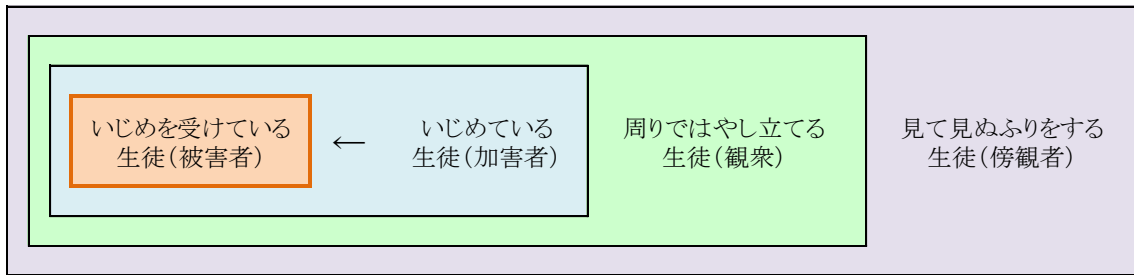 いじめを受けている
生徒(被害者)
←
いじめている
生徒(加害者)
周りではやし立てる
生徒(観衆)
見て見ぬふりをする
生徒(傍観者)